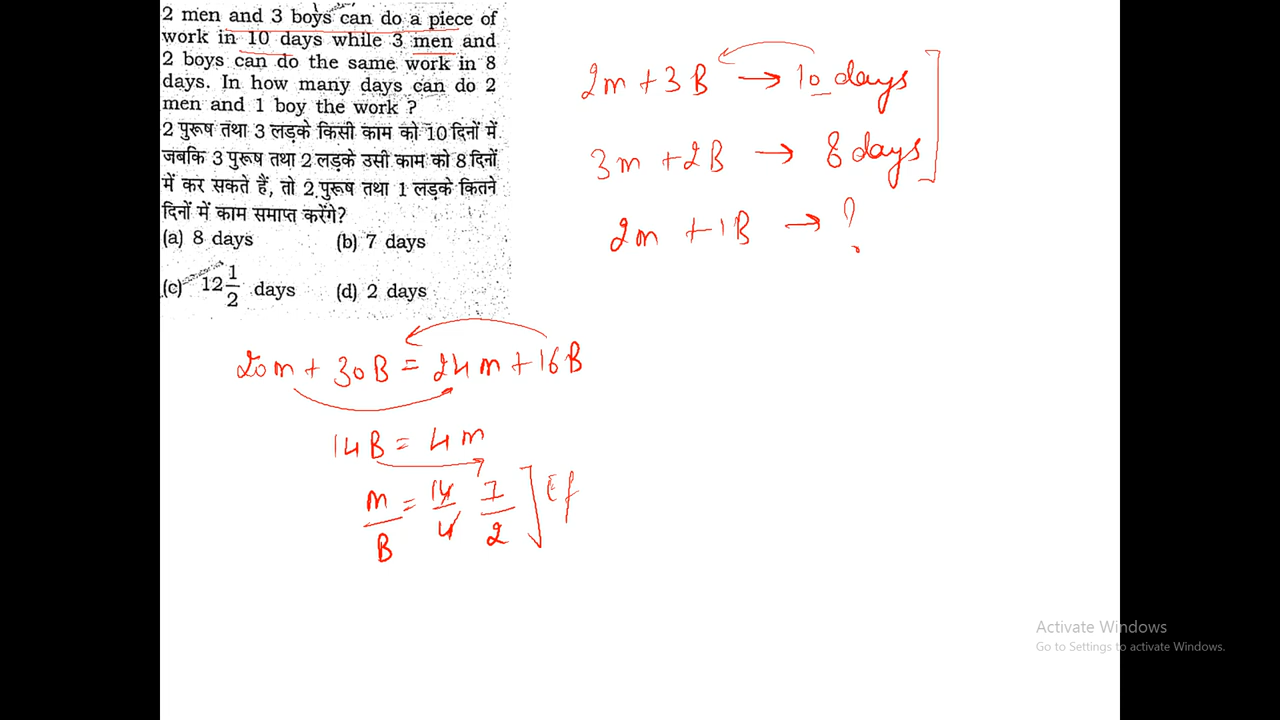 2 men and 3 boys can do a piece of
work in 10 days while 3 men and
2 boys can do the same work in 8
days. In how many days can do 2
men and 1 boy the work ?
2 पुरूष तथा 3 लड़के किसी काम को 10 दिनों में
जबकि 3 पुरूष तथा 2 लड़के उसी काम को 8 दिनों
में कर सकते हैं, तो 2 पुरूष तथा 1 लड़के कितने
दिनों में काम समाप्त करेंगे?
(a) 8 days (b) 7 days
(c) 12 1/2 days (d) 2 days
2m + 3B → 10 days
3m + 2B → 8 days
2m + 1B → ?
20m + 30B = 24m + 16B
14B = 4m
m/B = 14/4 7/2 ] Ef
Activate Windows
Go to Settings to activate Windows.